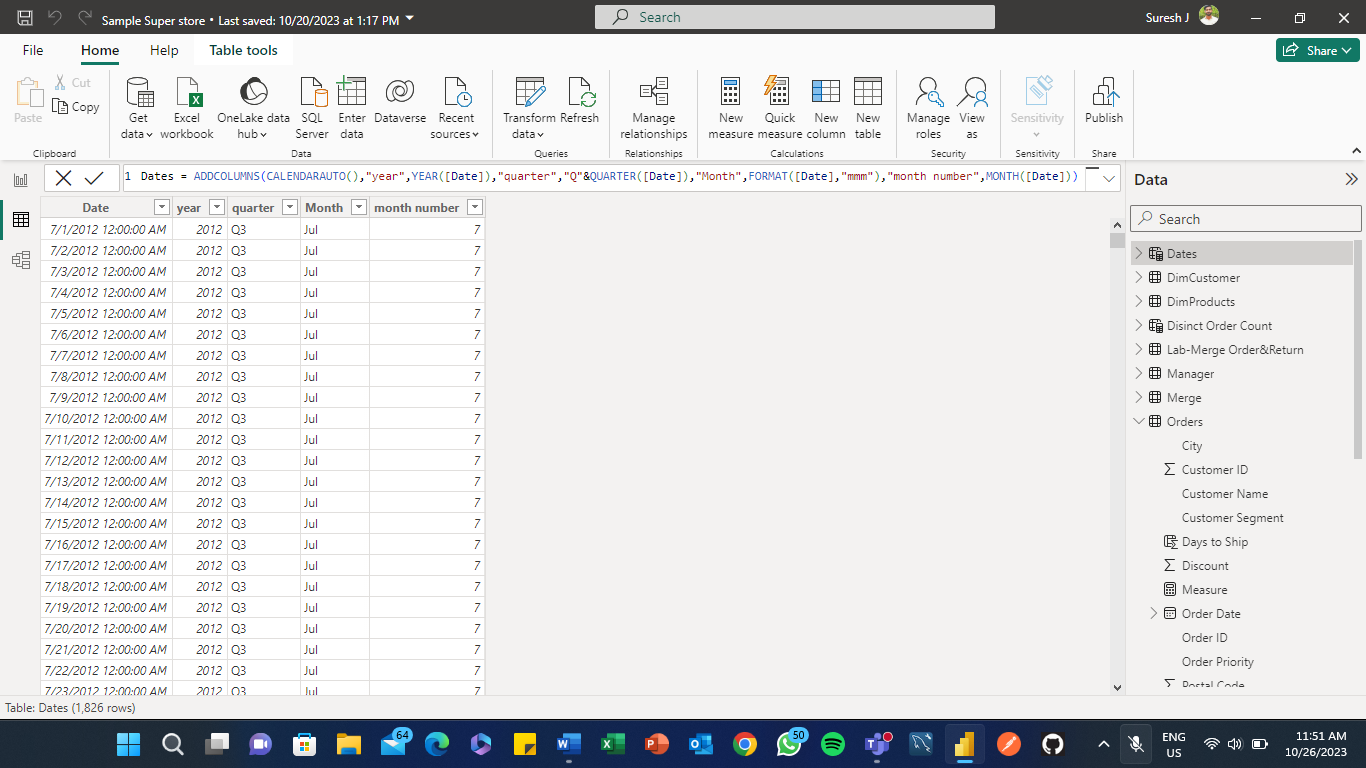 Sample Super store • Last saved: 10/20/2023 at 1:17 PM
Search
Suresh J
File
Home
Help
Table tools
Share
Paste
Cut
Copy
Get data
Excel workbook
OneLake data hub
SQL Server
Enter data
Dataverse
Recent sources
Transform data
Refresh
Manage relationships
New measure
Quick measure
New column
New table
Manage roles
View as
Sensitivity
Publish
Clipboard
Data
Queries
Relationships
Calculations
Security
Sensitivity
Share
1 Dates = ADDCOLUMNS(CALENDARAUTO(),"year",YEAR([Date]),"quarter","Q"&QUARTER([Date]),"Month",FORMAT([Date],"mmm"),"month number",MONTH([Date]))
Date year quarter Month month number
7/1/2012 12:00:00 AM 2012 Q3 Jul 7
7/2/2012 12:00:00 AM 2012 Q3 Jul 7
7/3/2012 12:00:00 AM 2012 Q3 Jul 7
7/4/2012 12:00:00 AM 2012 Q3 Jul 7
7/5/2012 12:00:00 AM 2012 Q3 Jul 7
7/6/2012 12:00:00 AM 2012 Q3 Jul 7
7/7/2012 12:00:00 AM 2012 Q3 Jul 7
7/8/2012 12:00:00 AM 2012 Q3 Jul 7
7/9/2012 12:00:00 AM 2012 Q3 Jul 7
7/10/2012 12:00:00 AM 2012 Q3 Jul 7
7/11/2012 12:00:00 AM 2012 Q3 Jul 7
7/12/2012 12:00:00 AM 2012 Q3 Jul 7
7/13/2012 12:00:00 AM 2012 Q3 Jul 7
7/14/2012 12:00:00 AM 2012 Q3 Jul 7
7/15/2012 12:00:00 AM 2012 Q3 Jul 7
7/16/2012 12:00:00 AM 2012 Q3 Jul 7
7/17/2012 12:00:00 AM 2012 Q3 Jul 7
7/18/2012 12:00:00 AM 2012 Q3 Jul 7
7/19/2012 12:00:00 AM 2012 Q3 Jul 7
7/20/2012 12:00:00 AM 2012 Q3 Jul 7
7/21/2012 12:00:00 AM 2012 Q3 Jul 7
7/22/2012 12:00:00 AM 2012 Q3 Jul 7
7/23/2012 12:00:00 AM 2012 Q3 Jul 7
Data
Search
Dates
DimCustomer
DimProducts
Disinct Order Count
Lab-Merge Order&Return
Manager
Merge
Orders
City
Customer ID
Customer Name
Customer Segment
Days to Ship
Discount
Measure
Order Date
Order ID
Order Priority
Postal Code
Table: Dates (1,826 rows)
64
50
ENG
US
11:51 AM
10/26/2023